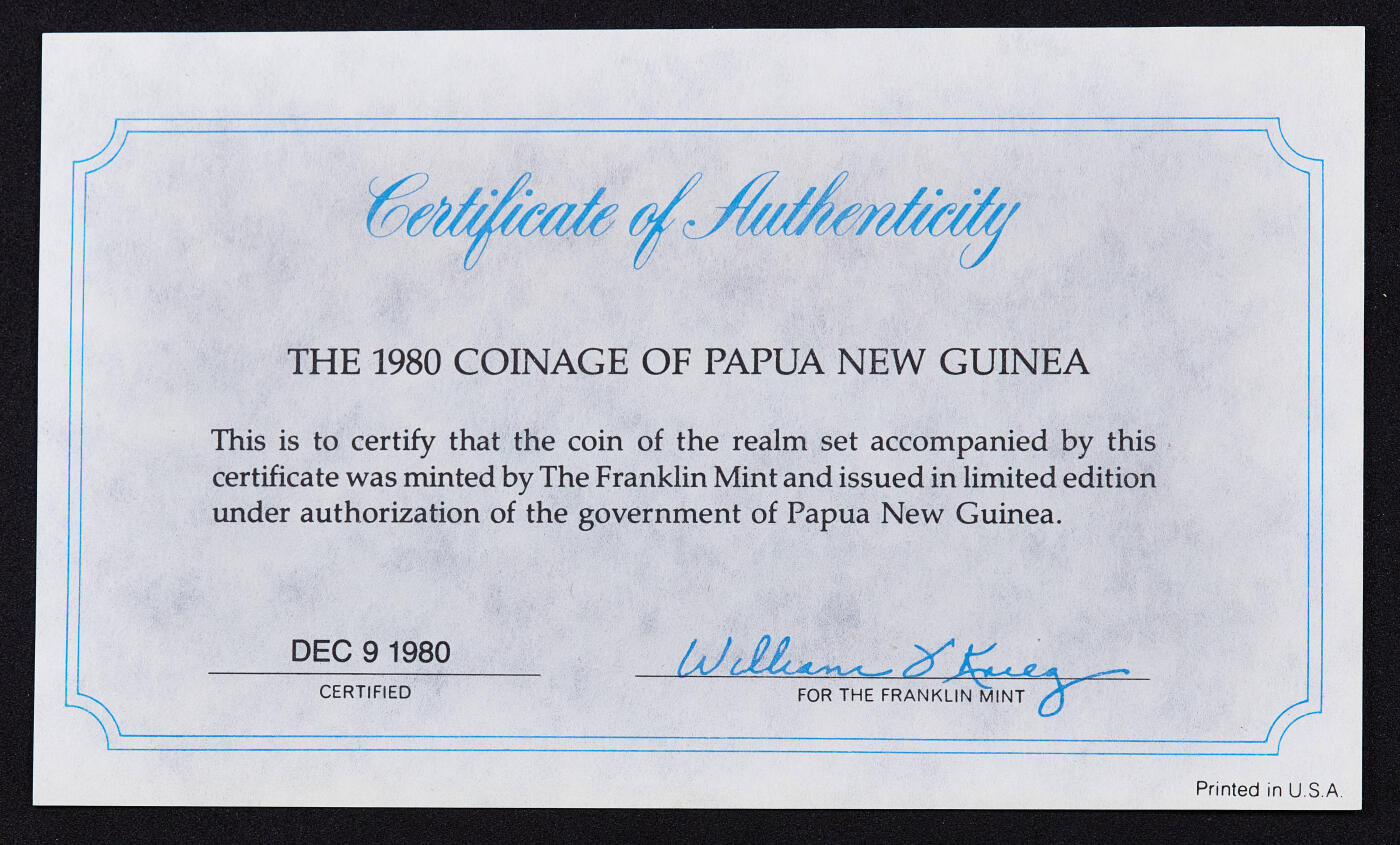 Certificate of Authenticity
THE 1980 COINAGE OF PAPUA NEW GUINEA
This is to certify that the coin of the realm set accompanied by this
certificate was minted by The Franklin Mint and issued in limited edition
under authorization of the government of Papua New Guinea.
DEC 9 1980
CERTIFIED
William Krieg
FOR THE FRANKLIN MINT
Printed in U.S.A.